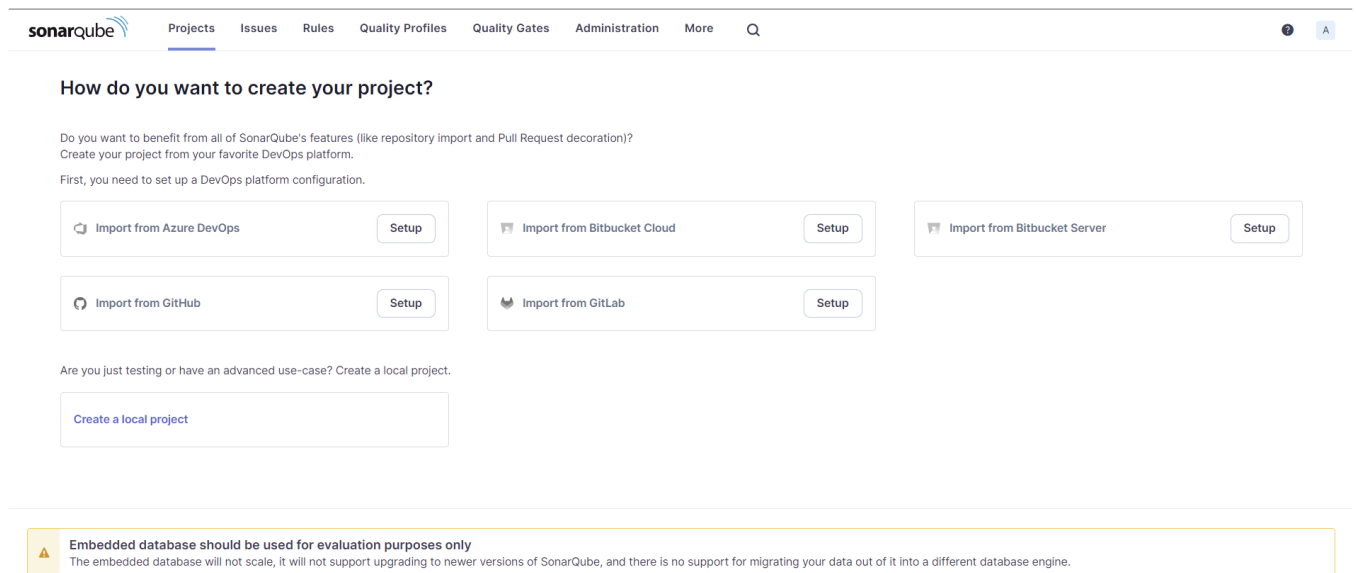 sonarqube Projects Issues Rules Quality Profiles Quality Gates Administration More ? A
How do you want to create your project?
Do you want to benefit from all of SonarQube's features (like repository import and Pull Request decoration)?
Create your project from your favorite DevOps platform.
First, you need to set up a DevOps platform configuration.
Import from Azure DevOps Setup Import from Bitbucket Cloud Setup Import from Bitbucket Server Setup
Import from GitHub Setup Import from GitLab Setup
Are you just testing or have an advanced use-case? Create a local project.
Create a local project
Embedded database should be used for evaluation purposes only
The embedded database will not scale, it will not support upgrading to newer versions of SonarQube, and there is no support for migrating your data out of it into a different database engine.